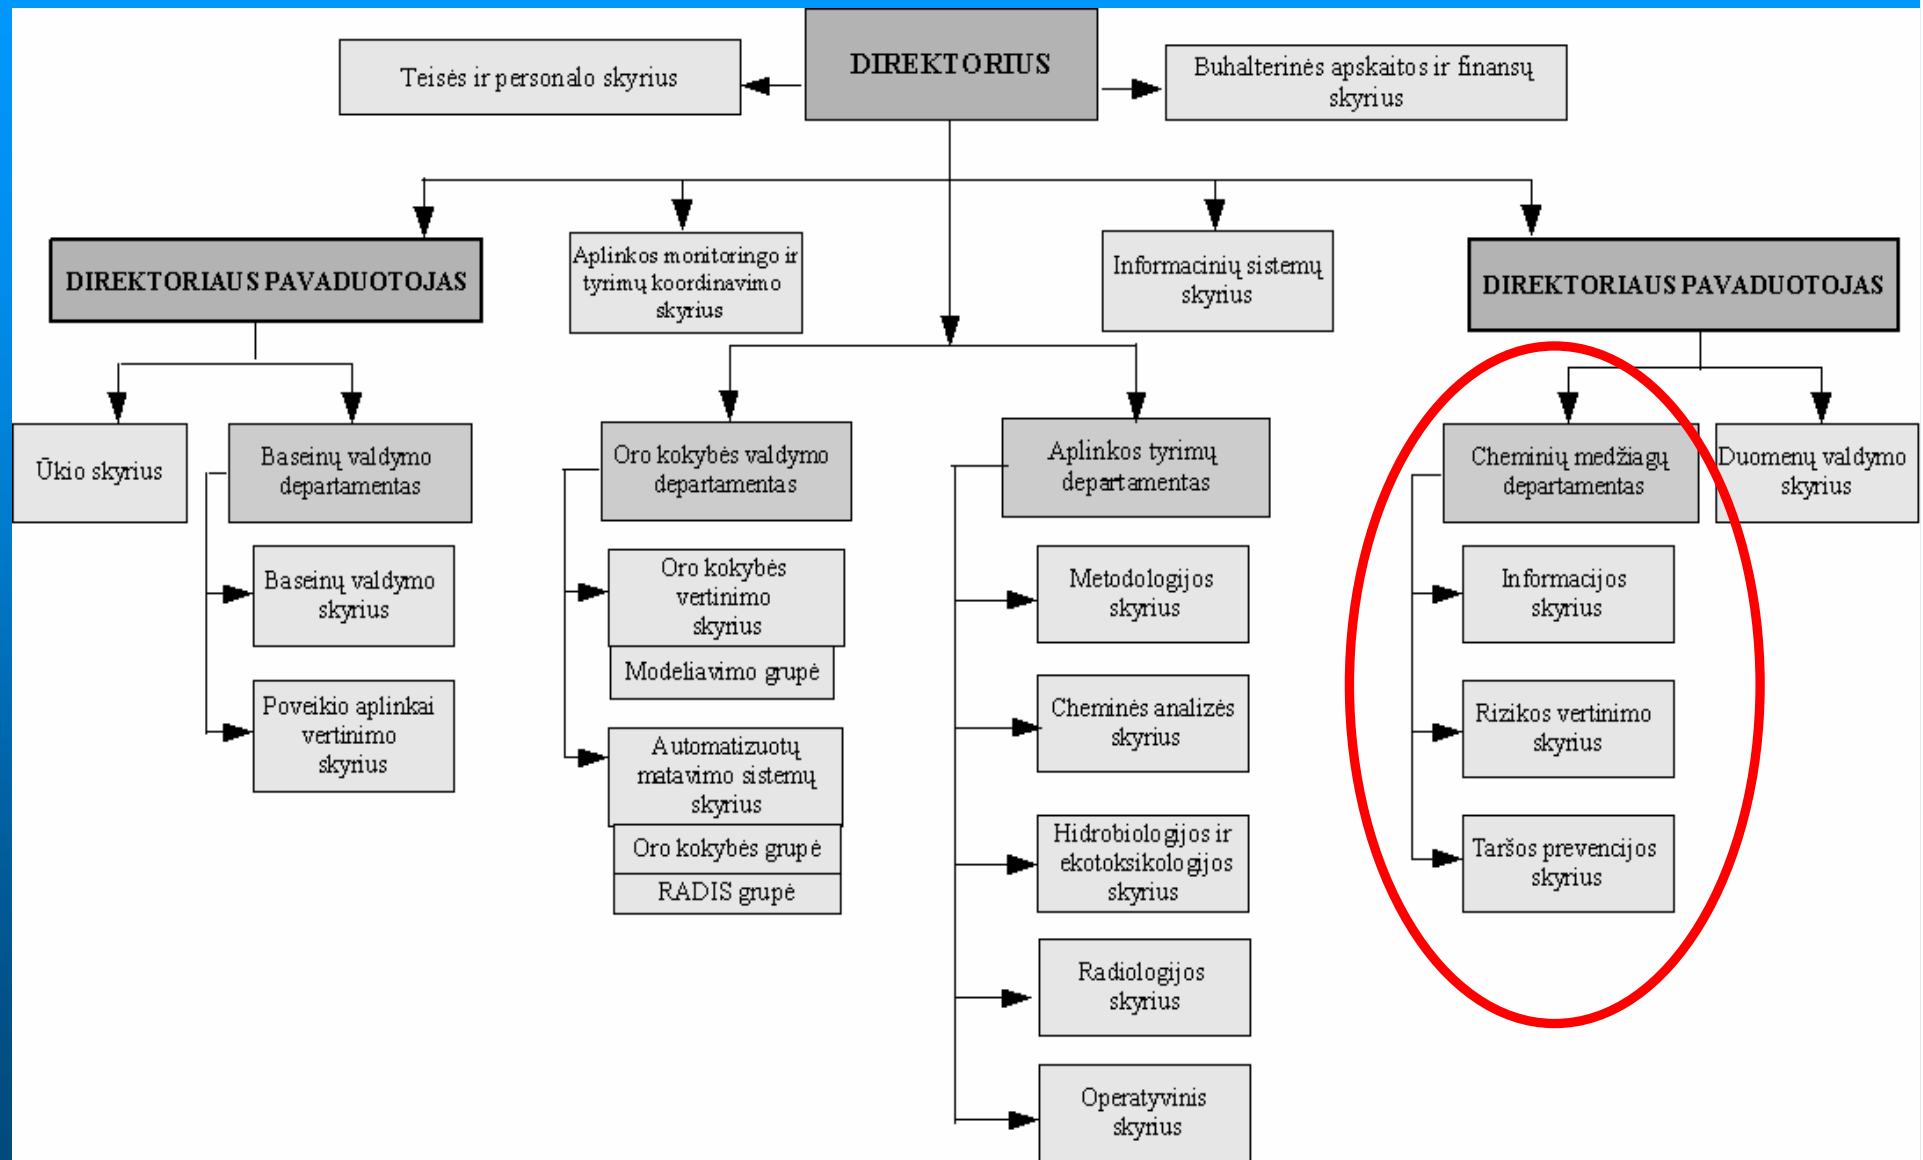 DIREKTORIUS
Teisės ir personalo skyrius
Buhalterinės apskaitos ir finansų
skyrius
DIREKTORIAUS PAVADUOTOJAS
Aplinkos monitoringo ir
tyrimų koordinavimo
skyrius
Informacinių sistemų
skyrius
DIREKTORIAUS PAVADUOTOJAS
Ūkio skyrius
Baseinų valdymo
departamentas
Baseinų valdymo
skyrius
Poveikio aplinkai
vertinimo
skyrius
Oro kokybės valdymo
departamentas
Oro kokybės
vertinimo
skyrius
Modeliavimo grupė
Automatizuotų
matavimo sistemų
skyrius
Oro kokybės grupė
RADIS grupė
Aplinkos tyrimų
departamentas
Metodologijos
skyrius
Cheminės analizės
skyrius
Hidrobiologijos ir
ekotoksikologijos
skyrius
Radiologijos
skyrius
Operatyvinis
skyrius
Cheminių medžiagų
departamentas
Informacijos
skyrius
Rizikos vertinimo
skyrius
Taršos prevencijos
skyrius
Duomenų valdymo
skyrius